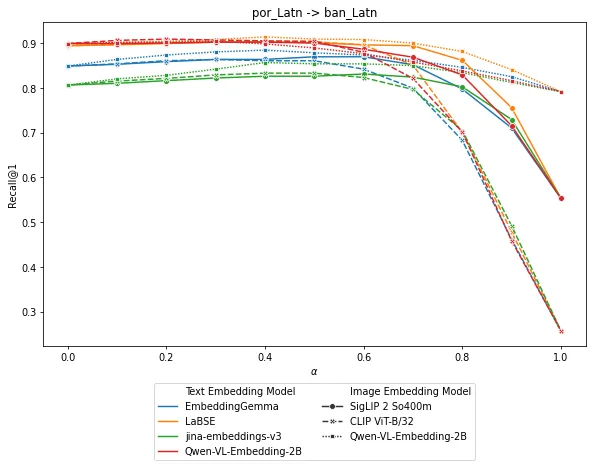 por_Latn -> ban_Latn
0.9
0.8
0.7
0.6
0.5
0.4
0.3
Recall@1
0.0 0.2 0.4 0.6 0.8 1.0
α
Text Embedding Model Image Embedding Model
EmbeddingGemma SigLIP 2 So400m
LaBSE CLIP ViT-B/32
jina-embeddings-v3 Qwen-VL-Embedding-2B
Qwen-VL-Embedding-2B